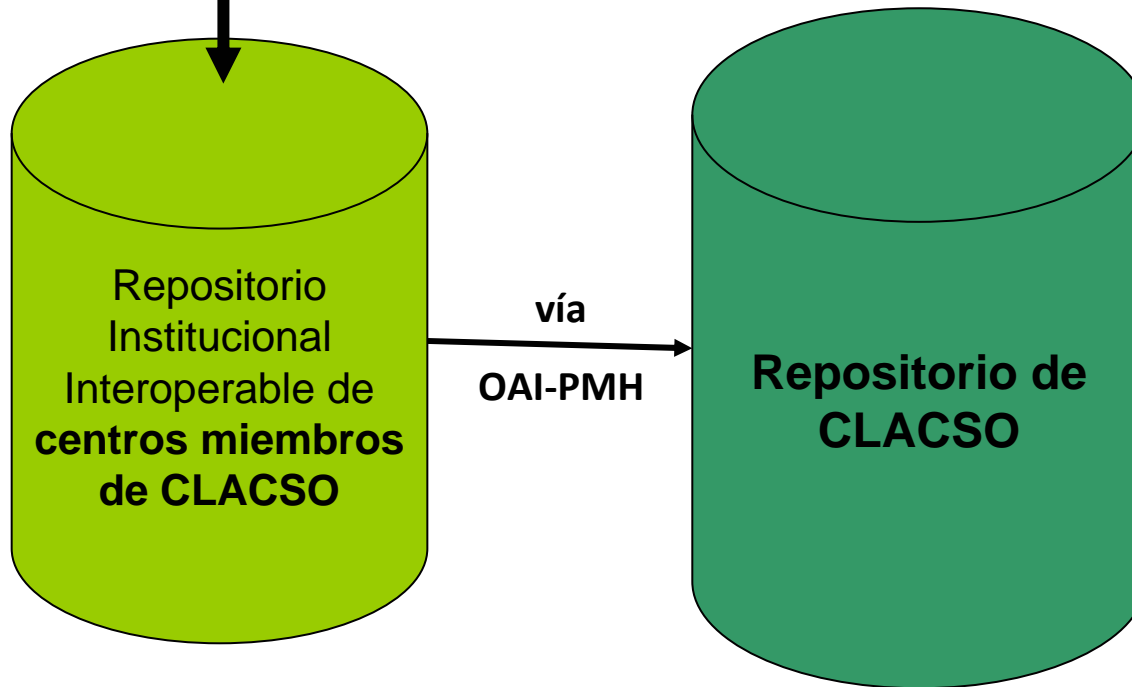 Repositorio
Institucional
Interoperable de
centros miembros
de CLACSO
vía
OAI-PMH
Repositorio de
CLACSO